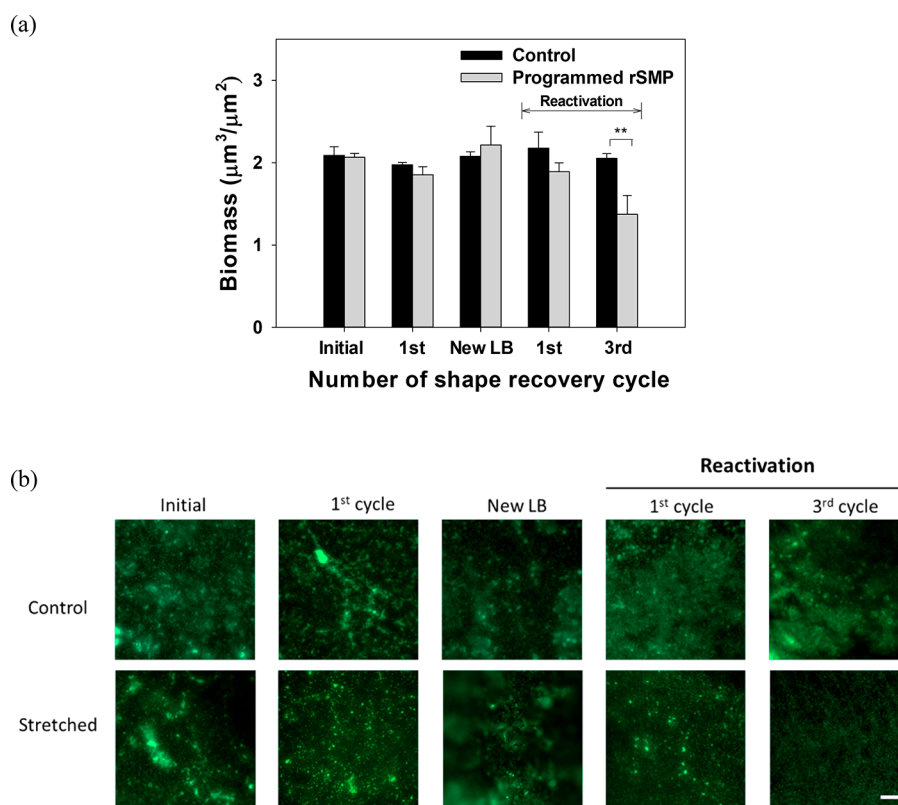 (a)
Control
Programmed rSMP
Reactivation
**
3
2
1
0
Biomass (μm³/μm²)
Initial 1st New LB 1st 3rd
Number of shape recovery cycle
(b)
Reactivation
Initial 1st cycle New LB 1st cycle 3rd cycle
Control
Stretched